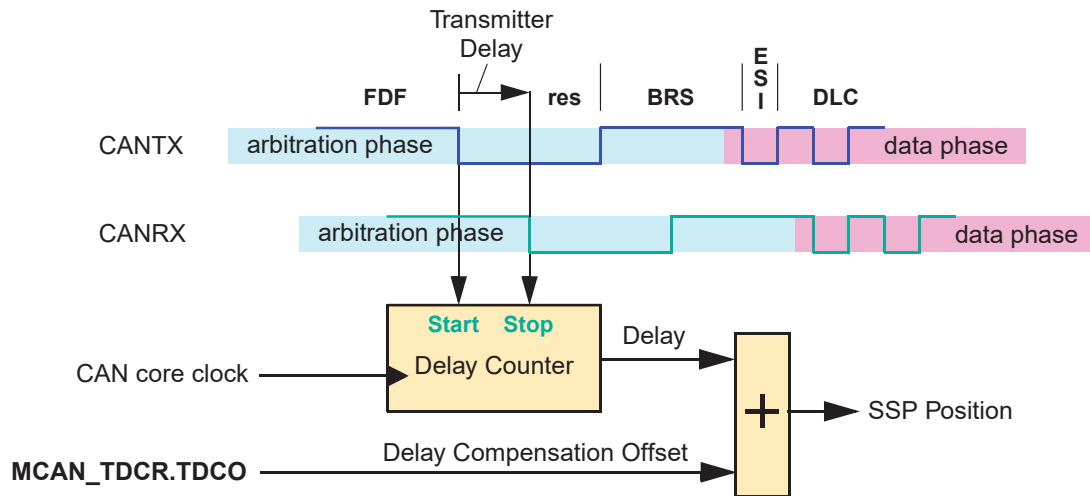 Transmitter
Delay
FDF
res
BRS
ESI
DLC
CANTX
arbitration phase
data phase
CANRX
arbitration phase
data phase
Start
Stop
Delay Counter
CAN core clock
Delay
+
SSP Position
Delay Compensation Offset
MCAN_TDCR.TDCO